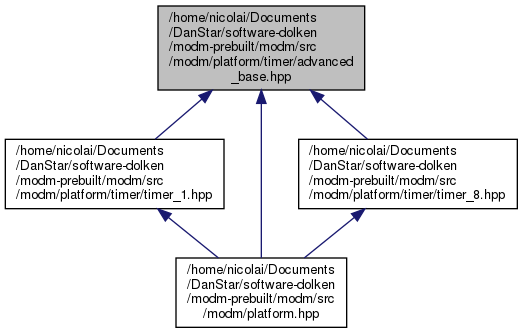 /home/nicolai/Documents
/DanStar/software-dolken
/modm-prebuilt/modm/src
/modm/platform/timer/advanced
_base.hpp
/home/nicolai/Documents
/DanStar/software-dolken
/modm-prebuilt/modm/src
/modm/platform/timer/timer_1.hpp
/home/nicolai/Documents
/DanStar/software-dolken
/modm-prebuilt/modm/src
/modm/platform/timer/timer_8.hpp
/home/nicolai/Documents
/DanStar/software-dolken
/modm-prebuilt/modm/src
/modm/platform.hpp